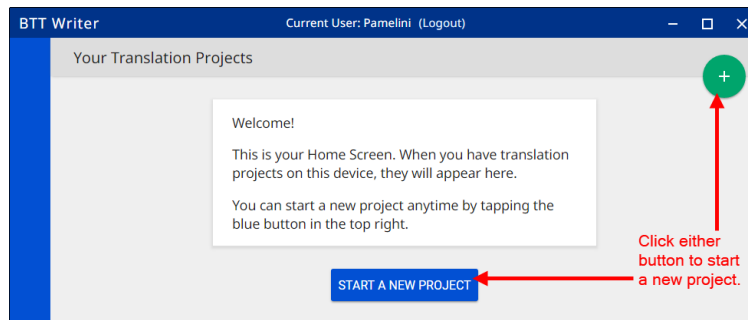 BTT Writer
Current User: Pamelini (Logout)
Your Translation Projects
+
Welcome!
This is your Home Screen. When you have translation
projects on this device, they will appear here.
You can start a new project anytime by tapping the
blue button in the top right.
Click either
button to start
a new project.
START A NEW PROJECT